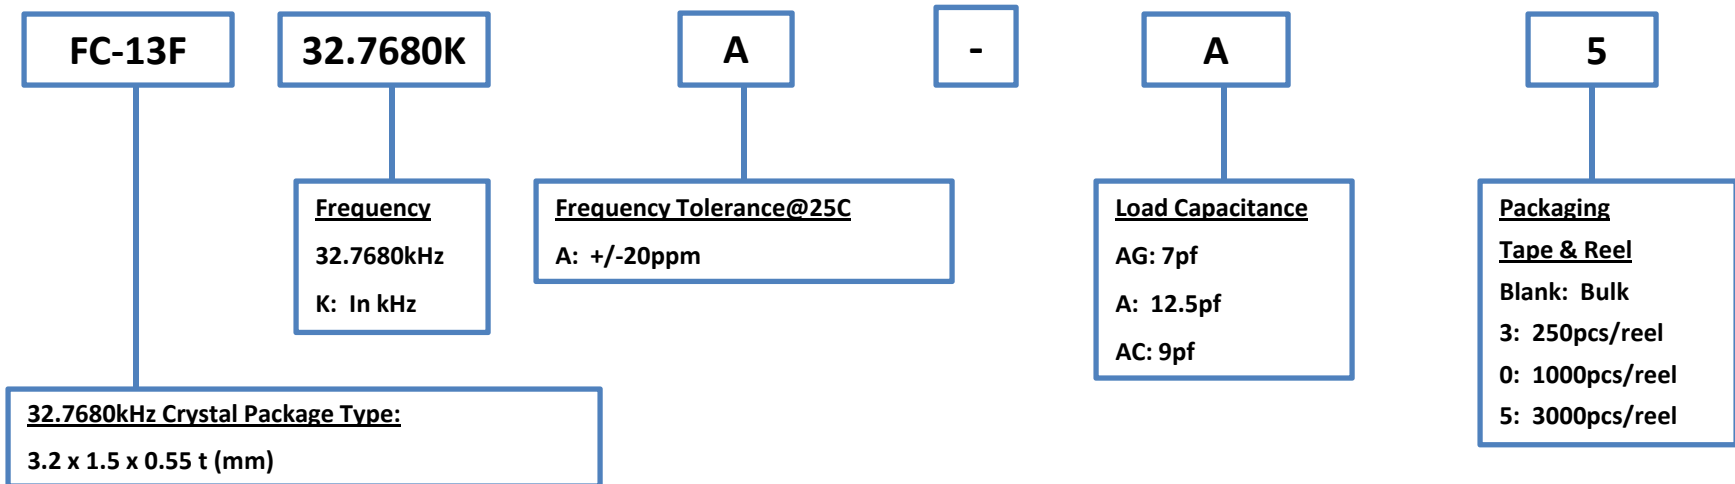 FC-13F
32.7680K
A
-
A
5
Frequency
32.7680kHz
K: In kHz
Frequency Tolerance@25C
A: +/-20ppm
Load Capacitance
AG: 7pf
A: 12.5pf
AC: 9pf
Packaging
Tape & Reel
Blank: Bulk
3: 250pcs/reel
0: 1000pcs/reel
5: 3000pcs/reel
32.7680kHz Crystal Package Type:
3.2 x 1.5 x 0.55 t (mm)